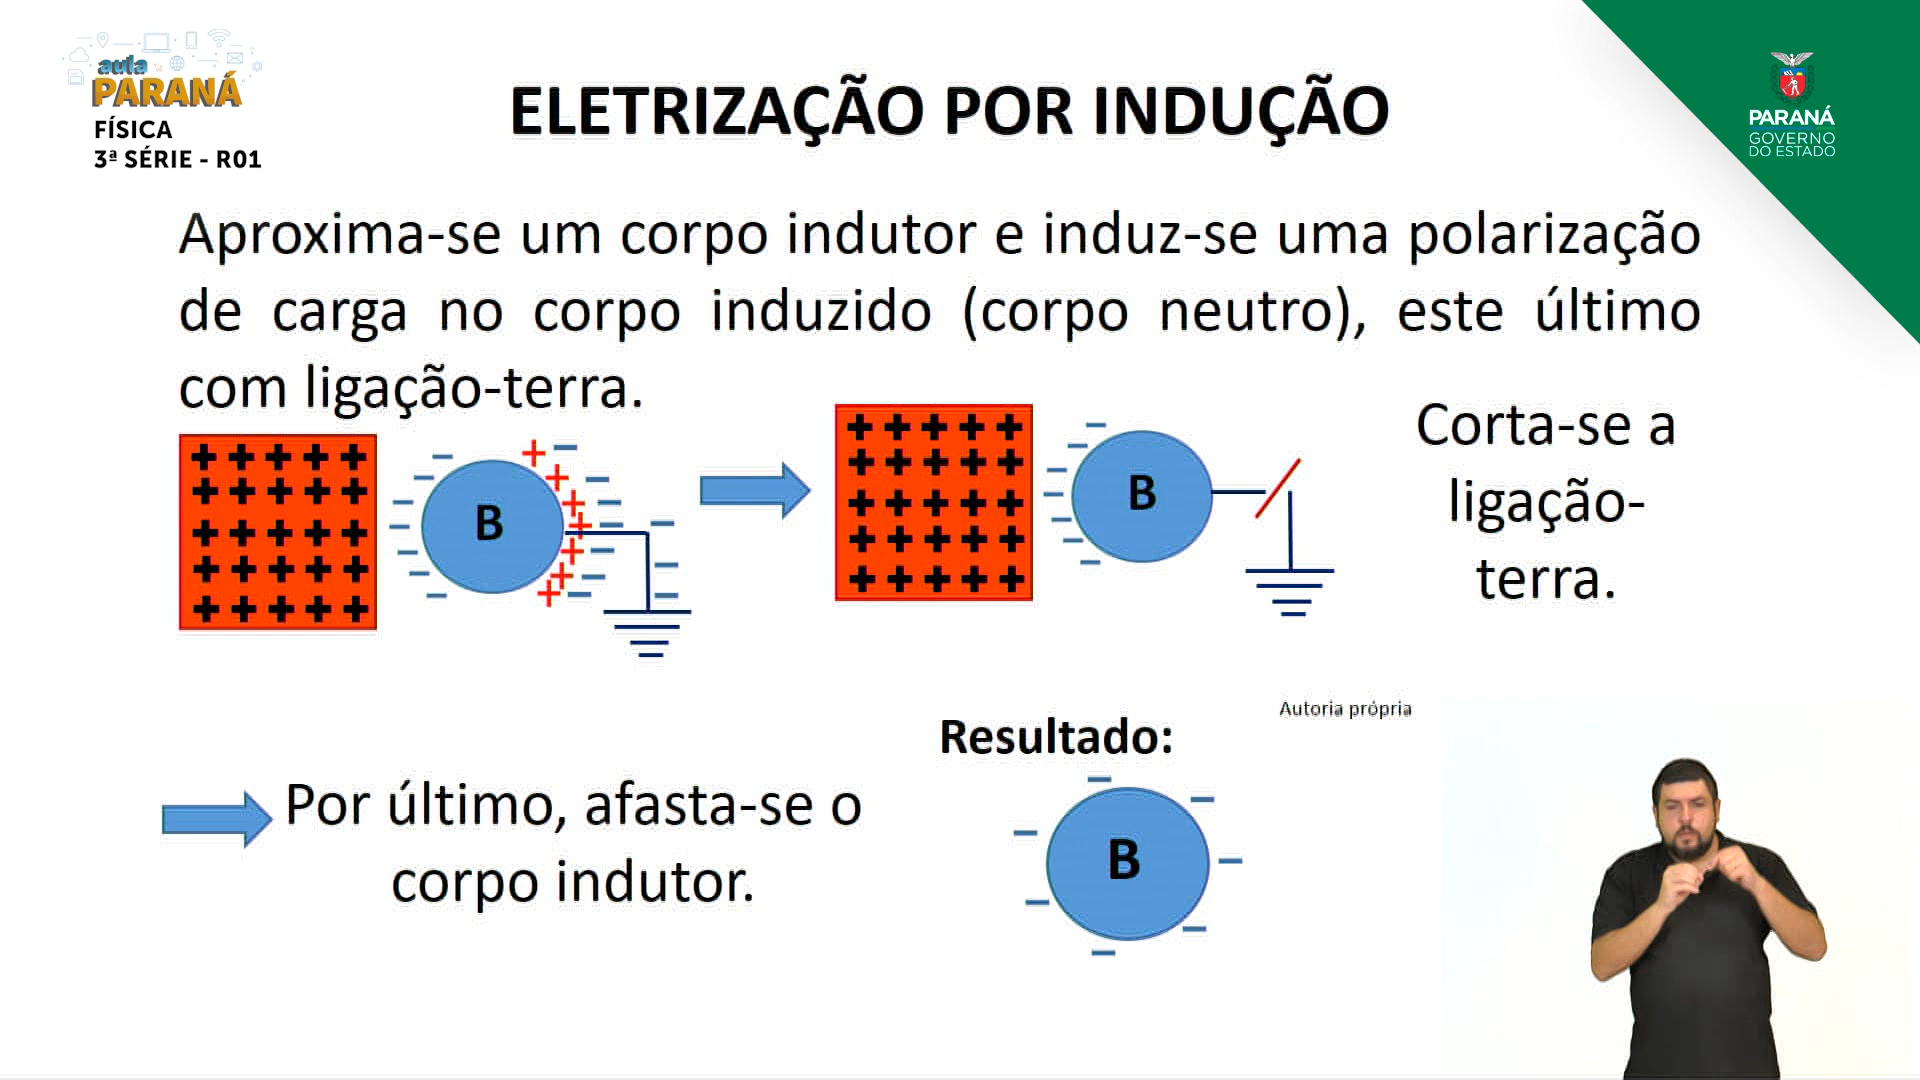 aula
PARANÁ
FÍSICA
3ª SÉRIE - R01
ELETRIZAÇÃO POR INDUÇÃO
PARANÁ
GOVERNO
DO ESTADO
Aproxima-se um corpo indutor e induz-se uma polarização
de carga no corpo induzido (corpo neutro), este último
com ligação-terra.
B
B
Corta-se a
ligação-
terra.
Autoria própria
Por último, afasta-se o
corpo indutor.
Resultado:
B